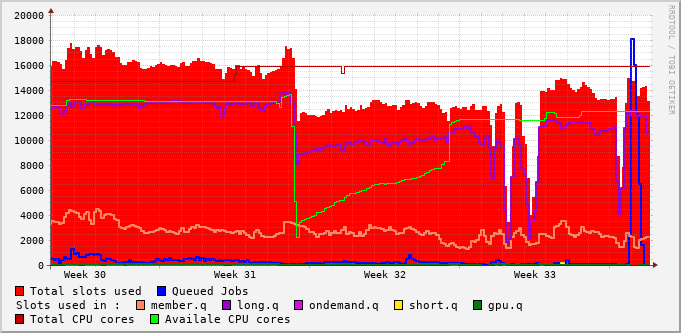 20000
18000
16000
14000
12000
10000
8000
6000
4000
2000
0
Week 30 Week 31 Week 32 Week 33
RRDTOOL / TOBI OETIKER
Total slots used Queued Jobs
Slots used in : member.q long.q ondemand.q short.q gpu.q
Total CPU cores Availale CPU cores